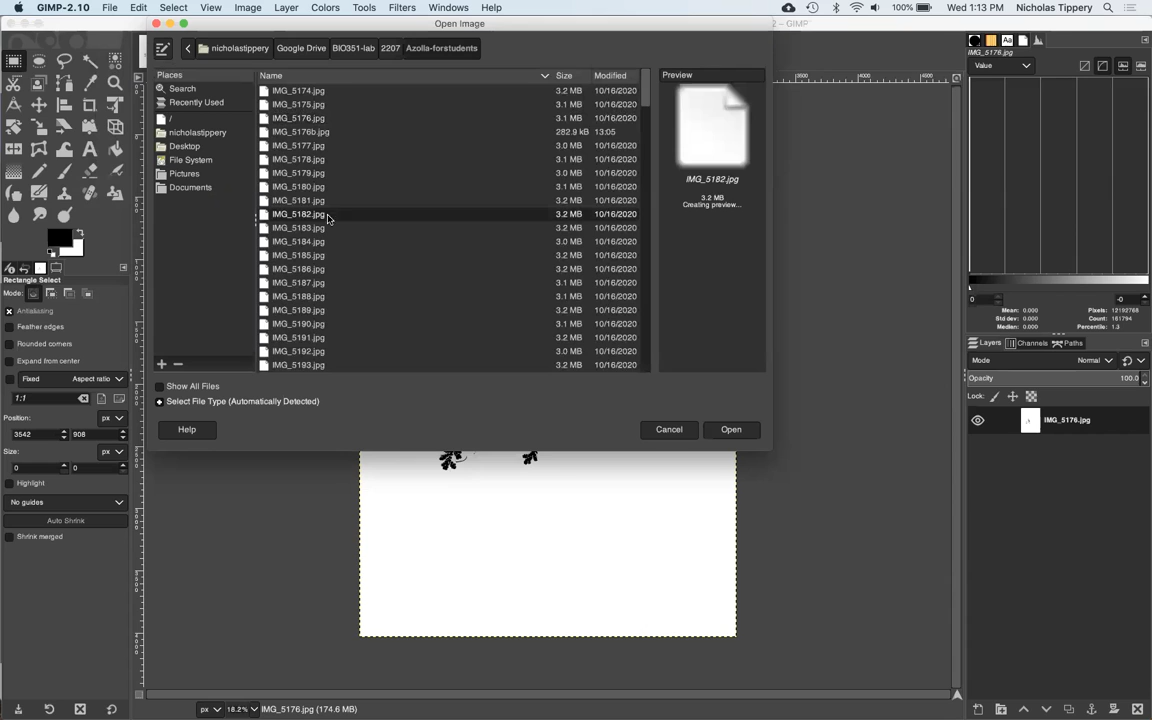 GIMP-2.10 File Edit Select View Image Layer Colors Tools Filters Windows Help 100% Wed 1:13 PM Nicholas Tippery
Open Image
2 – GIMP
nicholastippery Google Drive BIO351-lab 2207 Azolla-forstudents
Places
Search
Recently Used
/
nicholastippery
Desktop
File System
Pictures
Documents
Name Size Modified
IMG_5174.jpg 3.2 MB 10/16/2020
IMG_5175.jpg 3.1 MB 10/16/2020
IMG_5176.jpg 3.1 MB 10/16/2020
IMG_5176b.jpg 282.9 kB 13:05
IMG_5177.jpg 3.0 MB 10/16/2020
IMG_5178.jpg 3.1 MB 10/16/2020
IMG_5179.jpg 3.0 MB 10/16/2020
IMG_5180.jpg 3.1 MB 10/16/2020
IMG_5181.jpg 3.2 MB 10/16/2020
IMG_5182.jpg 3.2 MB 10/16/2020
IMG_5183.jpg 3.2 MB 10/16/2020
IMG_5184.jpg 3.0 MB 10/16/2020
IMG_5185.jpg 3.2 MB 10/16/2020
IMG_5186.jpg 3.2 MB 10/16/2020
IMG_5187.jpg 3.1 MB 10/16/2020
IMG_5188.jpg 3.1 MB 10/16/2020
IMG_5189.jpg 3.2 MB 10/16/2020
IMG_5190.jpg 3.1 MB 10/16/2020
IMG_5191.jpg 3.2 MB 10/16/2020
IMG_5192.jpg 3.0 MB 10/16/2020
IMG_5193.jpg 3.2 MB 10/16/2020
Preview
IMG_5182.jpg
3.2 MB
Creating preview...
Show All Files
Select File Type (Automatically Detected)
Help Cancel Open
Rectangle Select
Mode:
Antialiasing
Feather edges
Rounded corners
Expand from center
Fixed Aspect ratio
1:1
Position: px
3542 908
Size: px
0 0
Highlight
No guides
Auto Shrink
Shrink merged
px 18.2% IMG_5176.jpg (174.6 MB)
IMG_5176.jpg
Value
0 -0
Mean: 0.000 Pixels: 12192768
Std dev: 0.000 Count: 161794
Median: 0.000 Percentile: 1.3
Layers Channels Paths
Mode Normal
Opacity 100.0
Lock:
IMG_5176.jpg